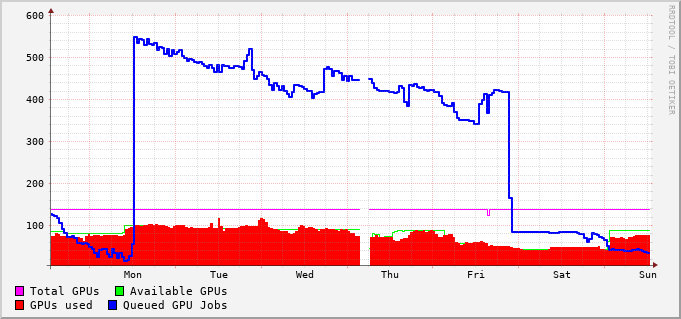 600
500
400
300
200
100
Mon Tue Wed Thu Fri Sat Sun
Total GPUs Available GPUs
GPUs used Queued GPU Jobs
RRDTOOL / TOBI OETIKER